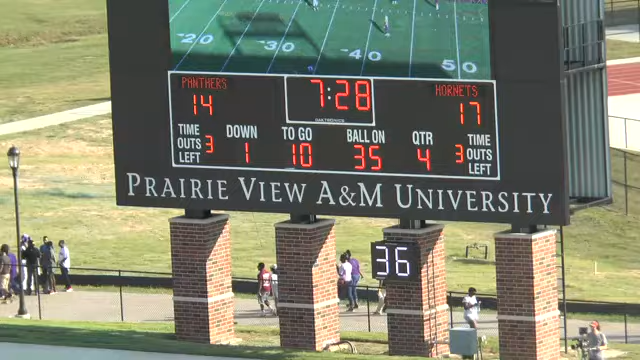 20 30 40 50
PANTHERS 7:28 HORNETS
14 17
TIME OUTS LEFT 3 DOWN 1 TO GO 10 BALL ON 35 QTR 4 3 TIME OUTS LEFT
PRAIRIE VIEW A&M UNIVERSITY
36